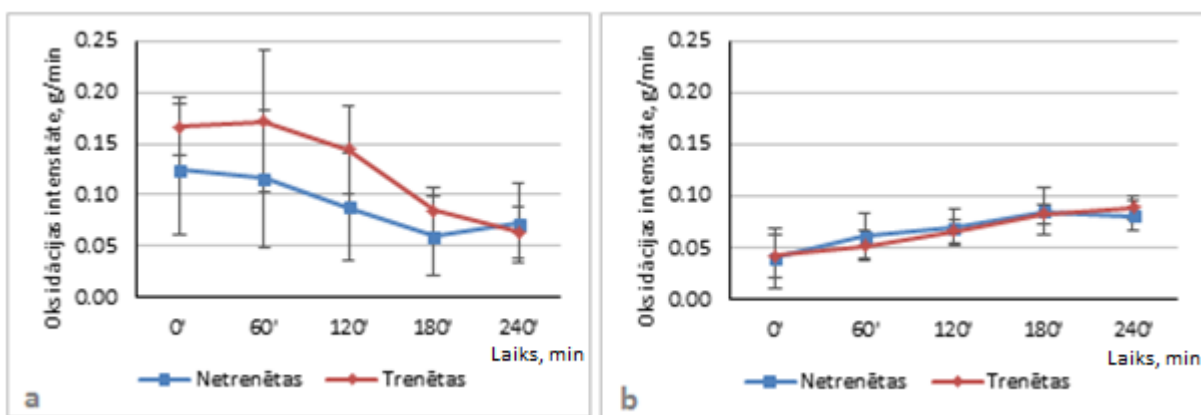 Oksidācijas intensitāte, g/min
0.25
0.20
0.15
0.10
0.05
0.00
0' 60' 120' 180' 240'
Laiks, min
Netrenētas Trenētas
a
Oksidācijas intensitāte, g/min
0.25
0.20
0.15
0.10
0.05
0.00
0' 60' 120' 180' 240'
Laiks, min
Netrenētas Trenētas
b